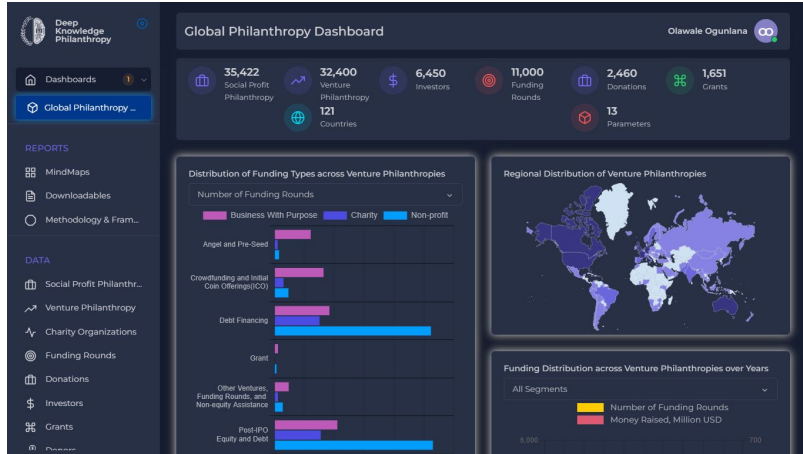 Deep
Knowledge
Philanthropy
Dashboards 1
Global Philanthropy ...
REPORTS
MindMaps
Downloadables
Methodology & Fram...
DATA
Social Profit Philanthr...
Venture Philanthropy
Charity Organizations
Funding Rounds
Donations
Investors
Grants
Donors
Global Philanthropy Dashboard
Olawale Ogunlana
35,422
Social Profit
Philanthropy
32,400
Venture
Philanthropy
6,450
Investors
11,000
Funding
Rounds
2,460
Donations
1,651
Grants
121
Countries
13
Parameters
Distribution of Funding Types across Venture Philanthropies
Number of Funding Rounds
Business With Purpose Charity Non-profit
Angel and Pre-Seed
Crowdfunding and Initial
Coin Offerings(ICO)
Debt Financing
Grant
Other Ventures,
Funding Rounds, and
Non-equity Assistance
Post-IPO
Equity and Debt
Regional Distribution of Venture Philanthropies
Funding Distribution across Venture Philanthropies over Years
All Segments
Number of Funding Rounds
Money Raised, Million USD
6,000 700